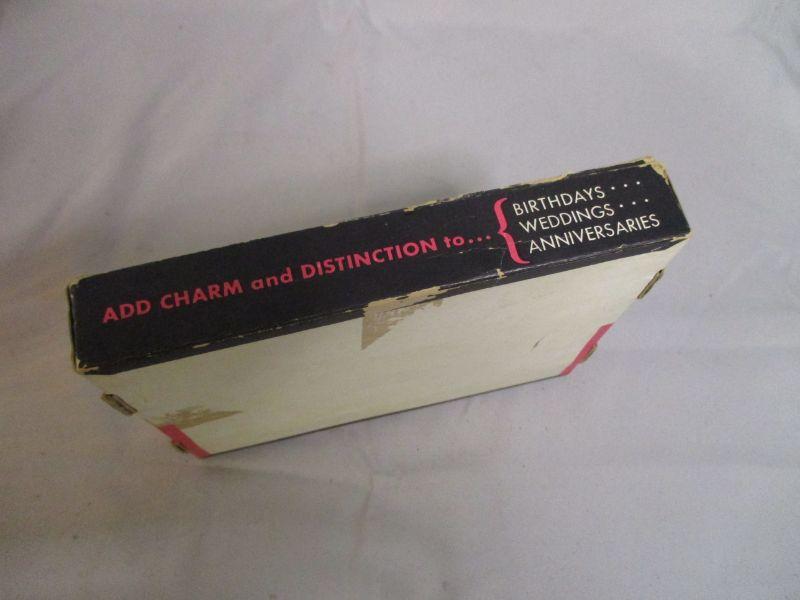 ADD CHARM and DISTINCTION to... {
BIRTHDAYS...
WEDDINGS...
ANNIVERSARIES